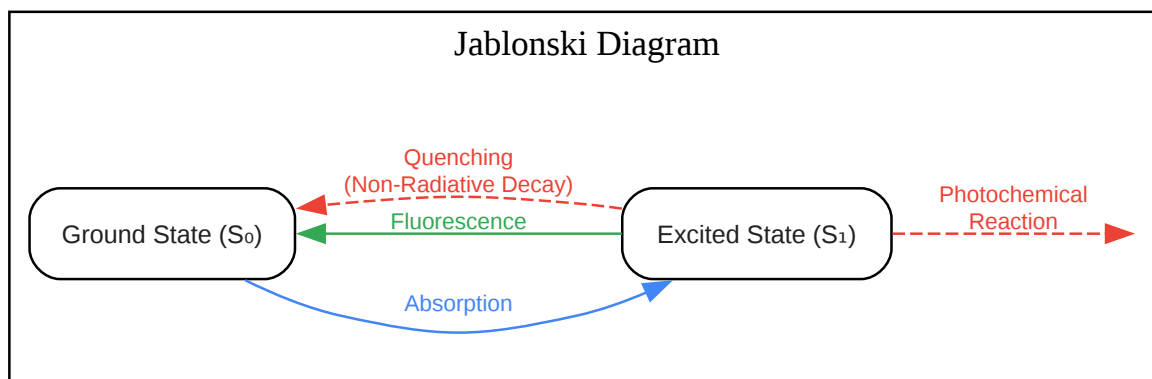 Jablonski Diagram
Quenching
(Non-Radiative Decay)
Photochemical
Reaction
Fluorescence
Ground State (S₀)
Excited State (S₁)
Absorption